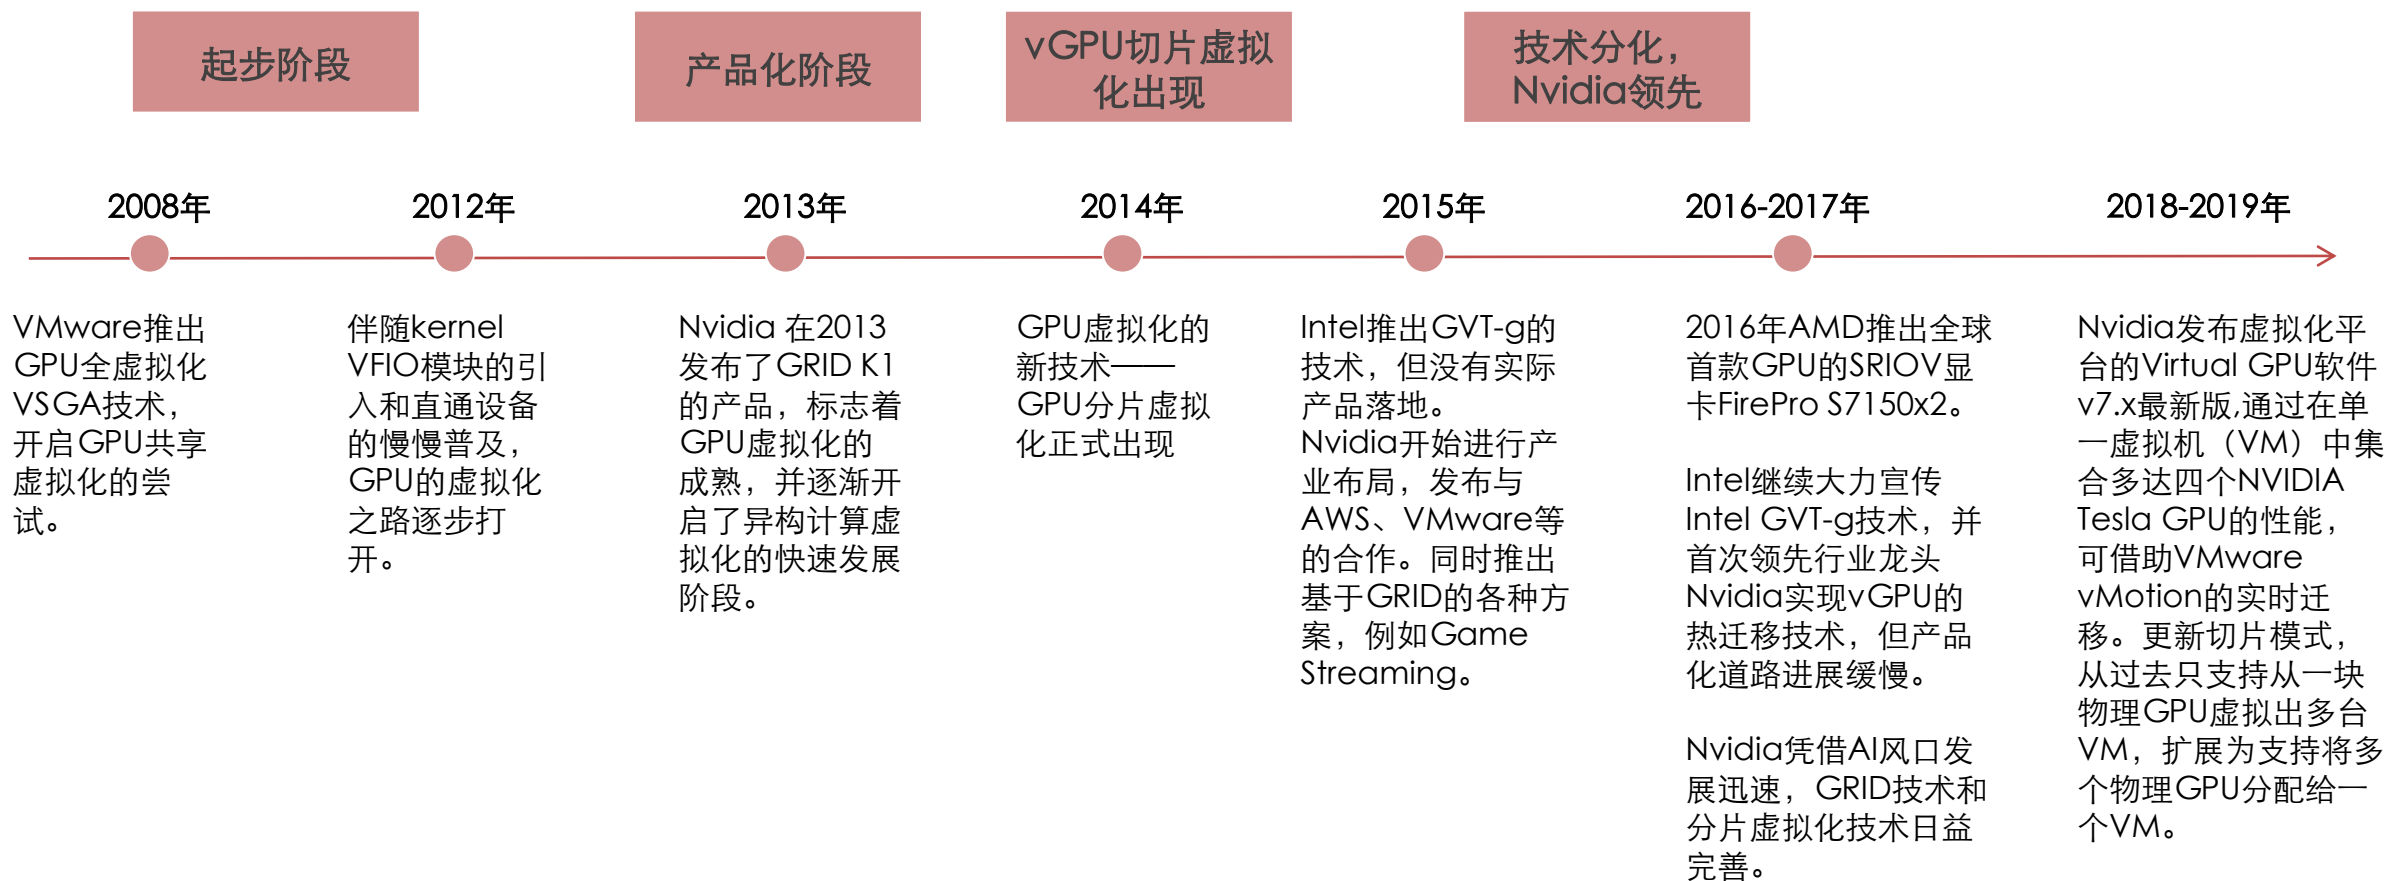 起步阶段
产品化阶段
vGPU切片虚拟
化出现
技术分化，
Nvidia领先
2008年
2012年
2013年
2014年
2015年
2016-2017年
2018-2019年
VMware推出
GPU全虚拟化
VSGA技术，
开启GPU共享
虚拟化的尝
试。
伴随kernel
VFIO模块的引
入和直通设备
的慢慢普及，
GPU的虚拟化
之路逐步打
开。
Nvidia 在2013
发布了GRID K1
的产品，标志着
GPU虚拟化的
成熟，并逐渐开
启了异构计算虚
拟化的快速发展
阶段。
GPU虚拟化的
新技术——
GPU分片虚拟
化正式出现
Intel推出GVT-g的
技术，但没有实际
产品落地。
Nvidia开始进行产
业布局，发布与
AWS、VMware等
的合作。同时推出
基于GRID的各种方
案，例如Game
Streaming。
2016年AMD推出全球
首款GPU的SRIOV显
卡FirePro S7150x2。
Intel继续大力宣传
Intel GVT-g技术，并
首次领先行业龙头
Nvidia实现vGPU的
热迁移技术，但产品
化道路进展缓慢。
Nvidia凭借AI风口发
展迅速，GRID技术和
分片虚拟化技术日益
完善。
Nvidia发布虚拟化平
台的Virtual GPU软件
v7.x最新版,通过在单
一虚拟机（VM）中集
合多达四个NVIDIA
Tesla GPU的性能，
可借助VMware
vMotion的实时迁
移。更新切片模式，
从过去只支持从一块
物理GPU虚拟出多台
VM，扩展为支持将多
个物理GPU分配给一
个VM。